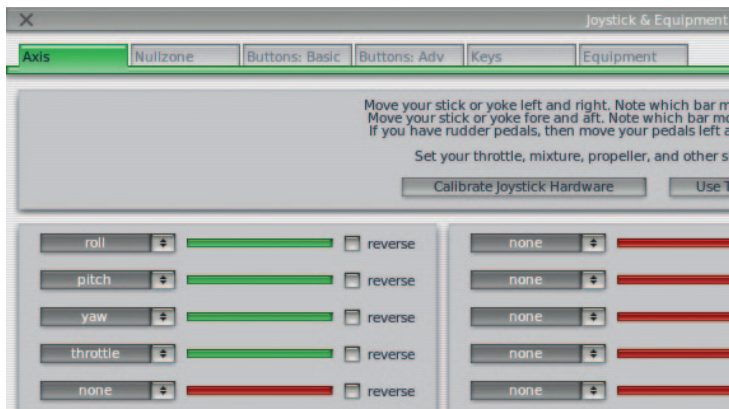 Joystick & Equipment
Axis Nullzone Buttons: Basic Buttons: Adv Keys Equipment
Move your stick or yoke left and right. Note which bar
Move your stick or yoke fore and aft. Note which bar
If you have rudder pedals, then move your pedals left
Set your throttle, mixture, propeller, and other
Calibrate Joystick Hardware Use
roll reverse none
pitch reverse none
yaw reverse none
throttle reverse none
none reverse none